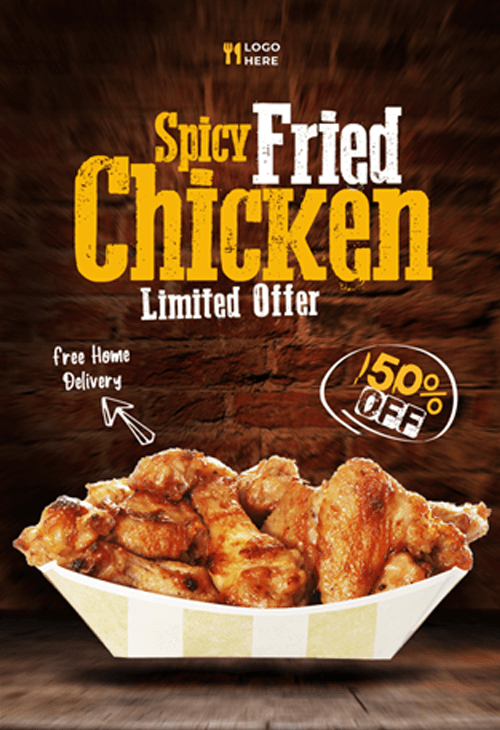 LOGO
HERE
Spicy Fried
Chicken
Limited Offer
free Home
Delivery
50%
OFF